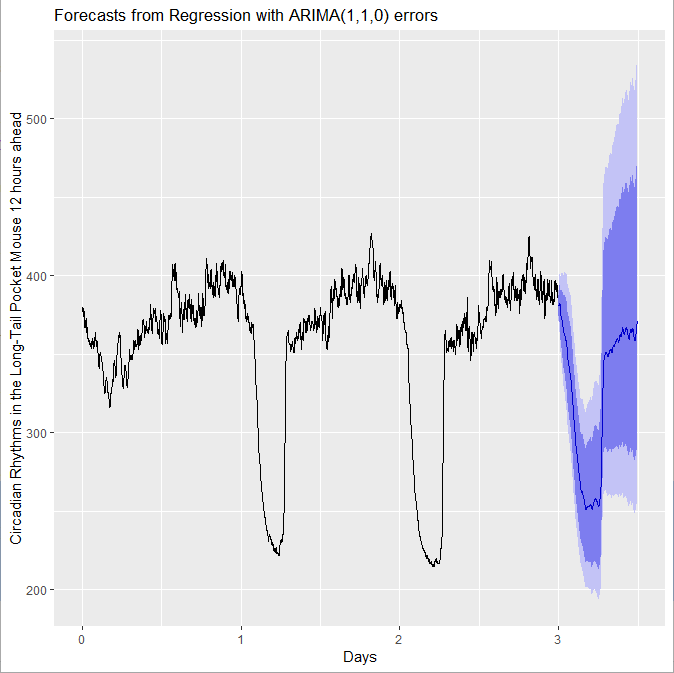 Forecasts from Regression with ARIMA(1,1,0) errors
Circadian Rhythms in the Long-Tail Pocket Mouse 12 hours ahead
500
400
300
200
0
1
2
3
Days